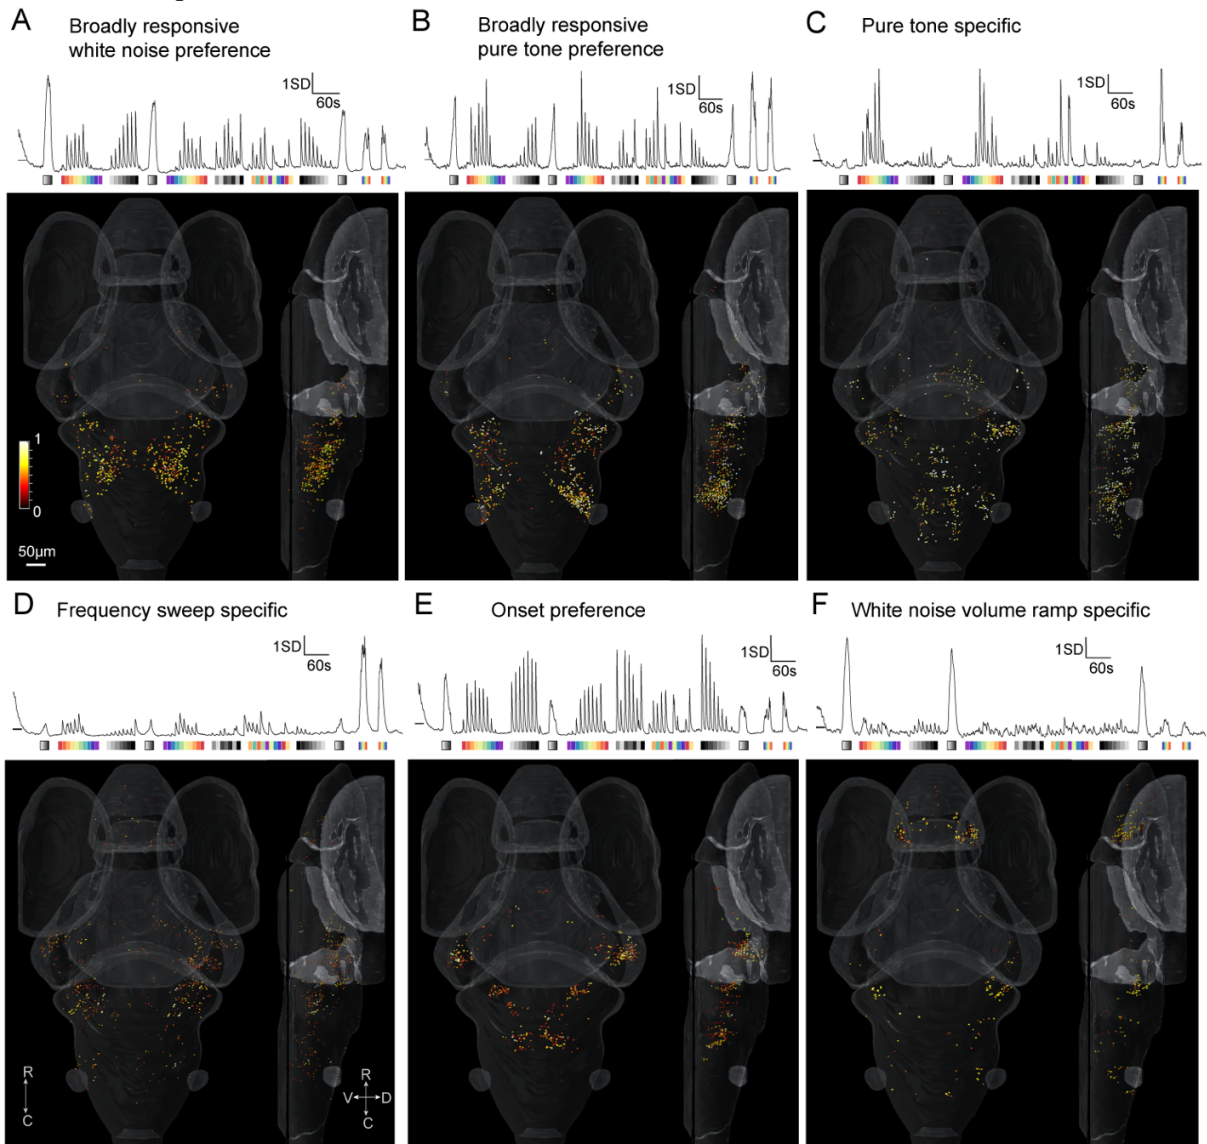 A
Broadly responsive
white noise preference
1SD
60s
B
Broadly responsive
pure tone preference
1SD
60s
C
Pure tone specific
1SD
60s
1
0
50µm
D
Frequency sweep specific
1SD
60s
E
Onset preference
1SD
60s
F
White noise volume ramp specific
1SD
60s
R
C
R
V D
C